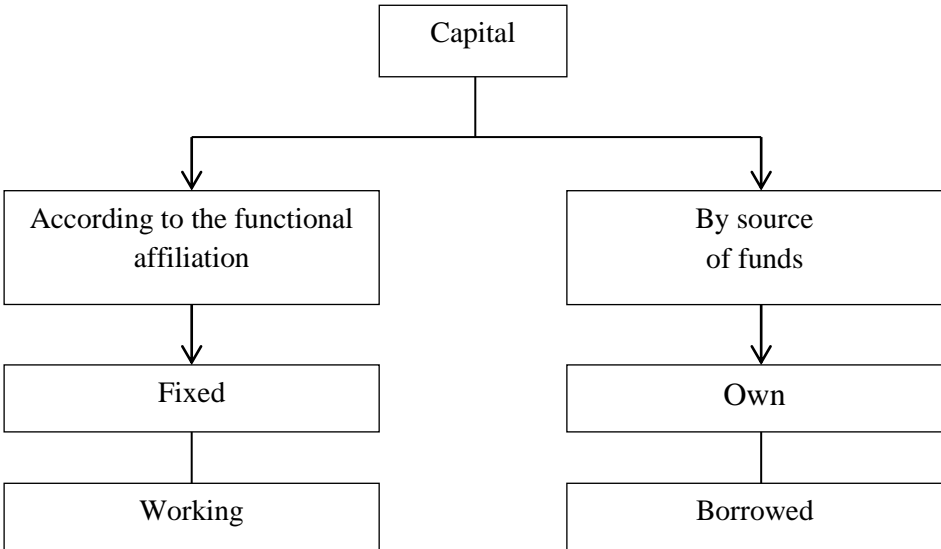 Capital
According to the functional
affiliation
By source
of funds
Fixed
Own
Working
Borrowed